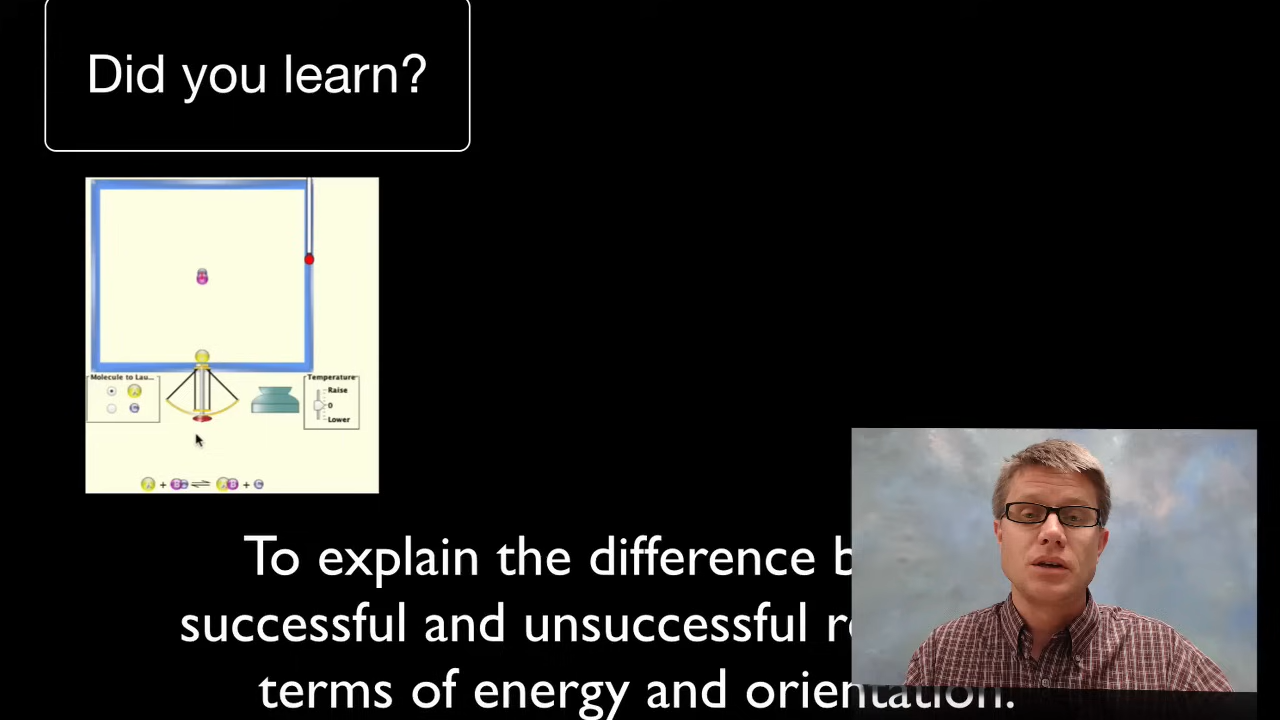 Did you learn?
Molecule to Lau...
A
C
Temperature
Raise
0
Lower
A + B C ⇌ A B + C
To explain the difference
successful and unsuccessful
terms of energy and orientation.